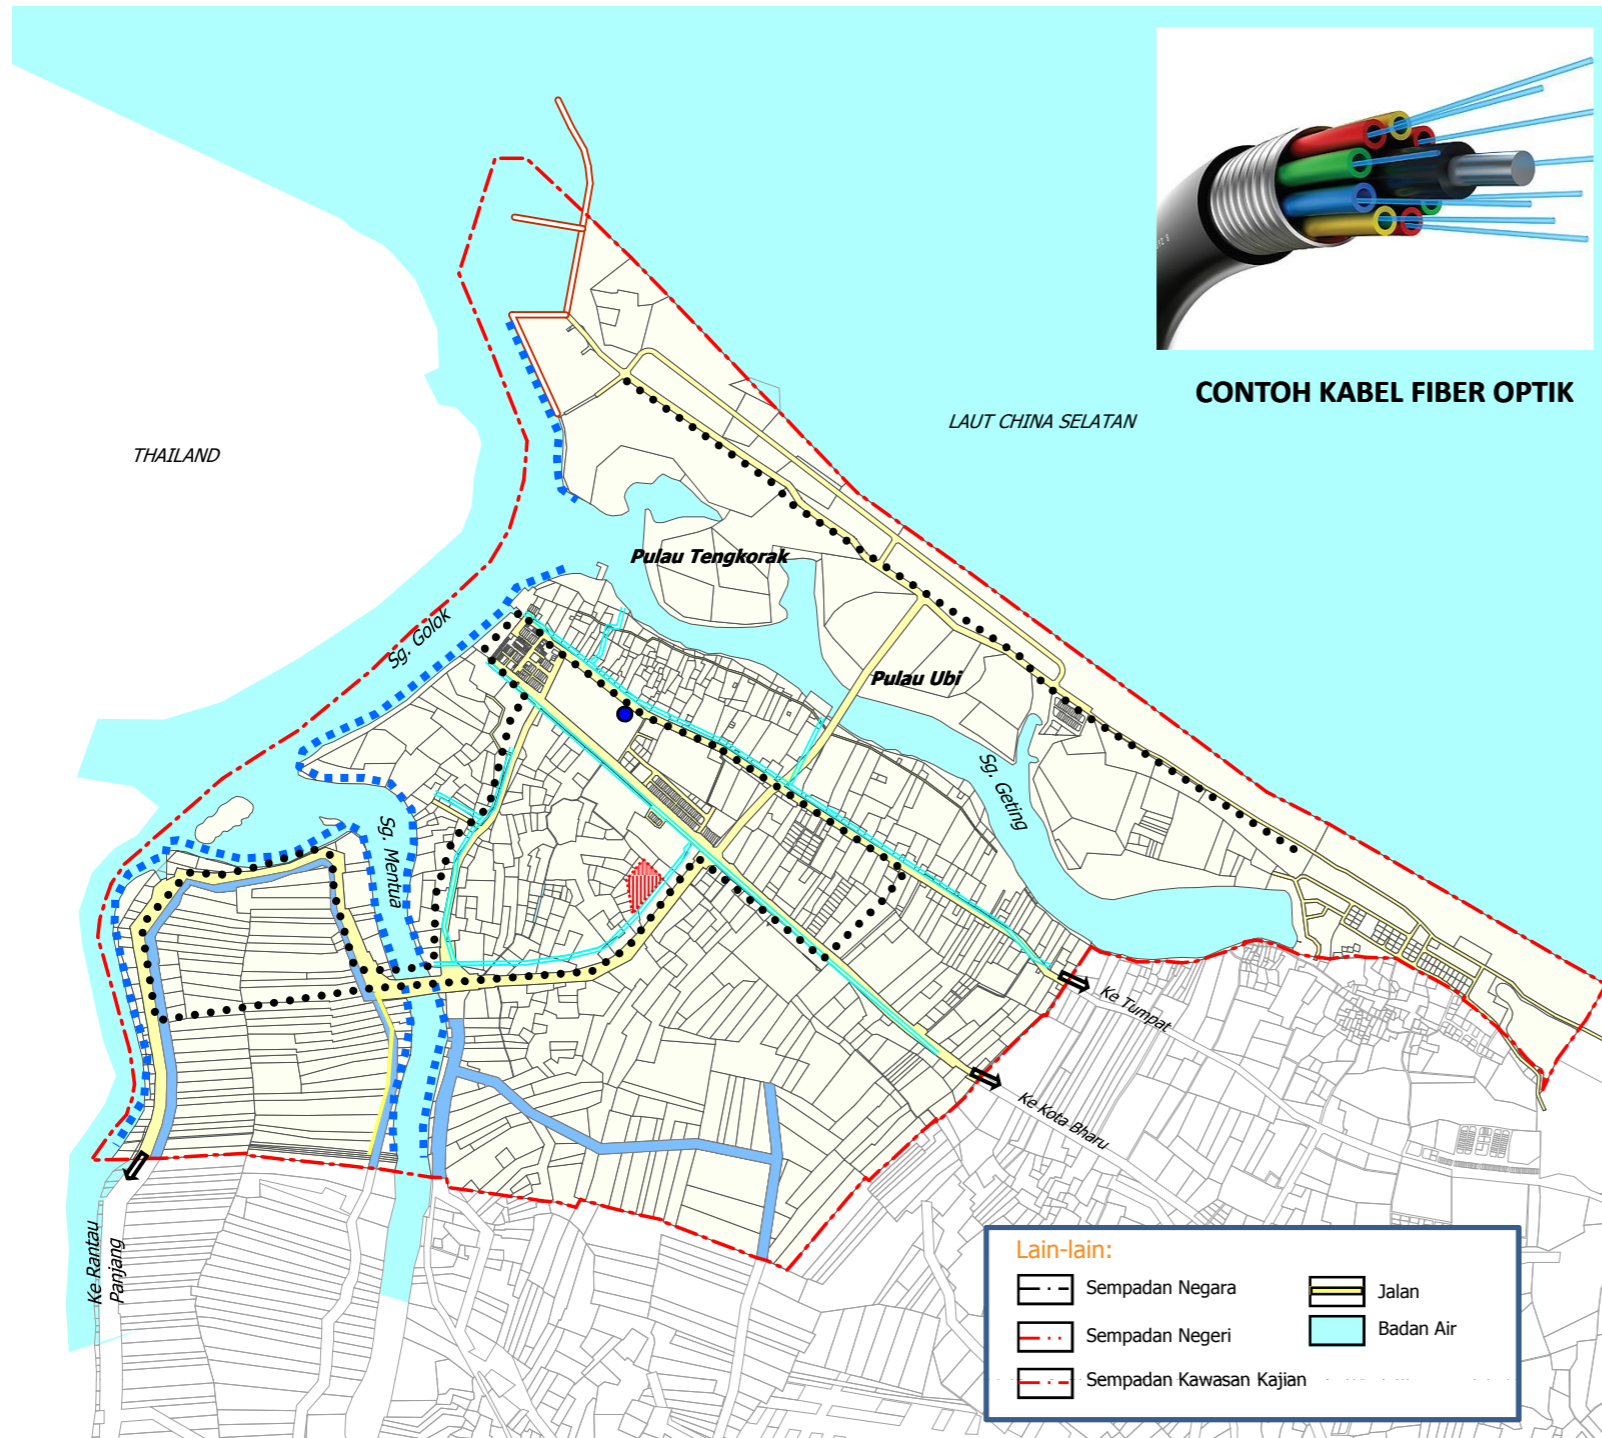 CONTOH KABEL FIBER OPTIK
LAUT CHINA SELATAN
THAILAND
Pulau Tengkorak
Sg. Golok
Pulau Ubi
Sg. Geting
Sg. Mentua
Ke Tumpat
Ke Kota Bharu
Ke Rantau
Panjang
Lain-lain:
Sempadan Negara
Jalan
Sempadan Negeri
Badan Air
Sempadan Kawasan Kajian